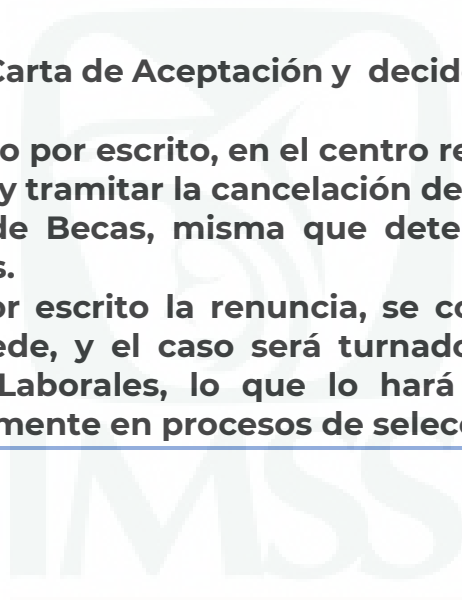 Carta de Aceptación y decid
o por escrito, en el centro re
y tramitar la cancelación de
de Becas, misma que dete
s.
or escrito la renuncia, se co
ede, y el caso será turnado
Laborales, lo que lo hará
mente en procesos de selec
IMSS